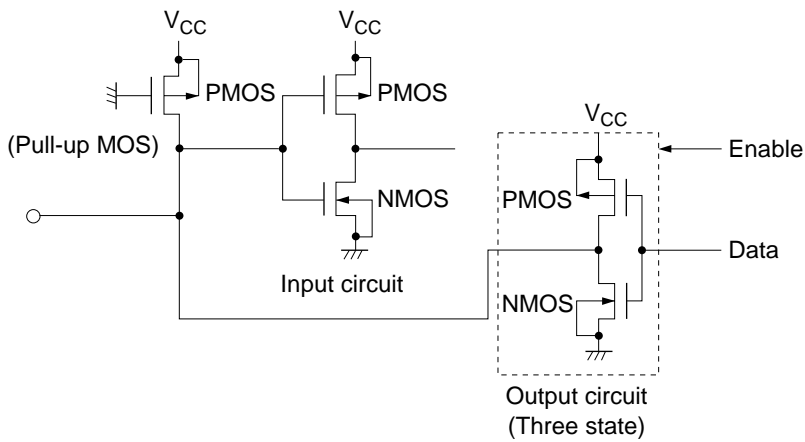 VCC
VCC
PMOS
PMOS
(Pull-up MOS)
VCC
Enable
NMOS
PMOS
Data
Input circuit
NMOS
Output circuit
(Three state)